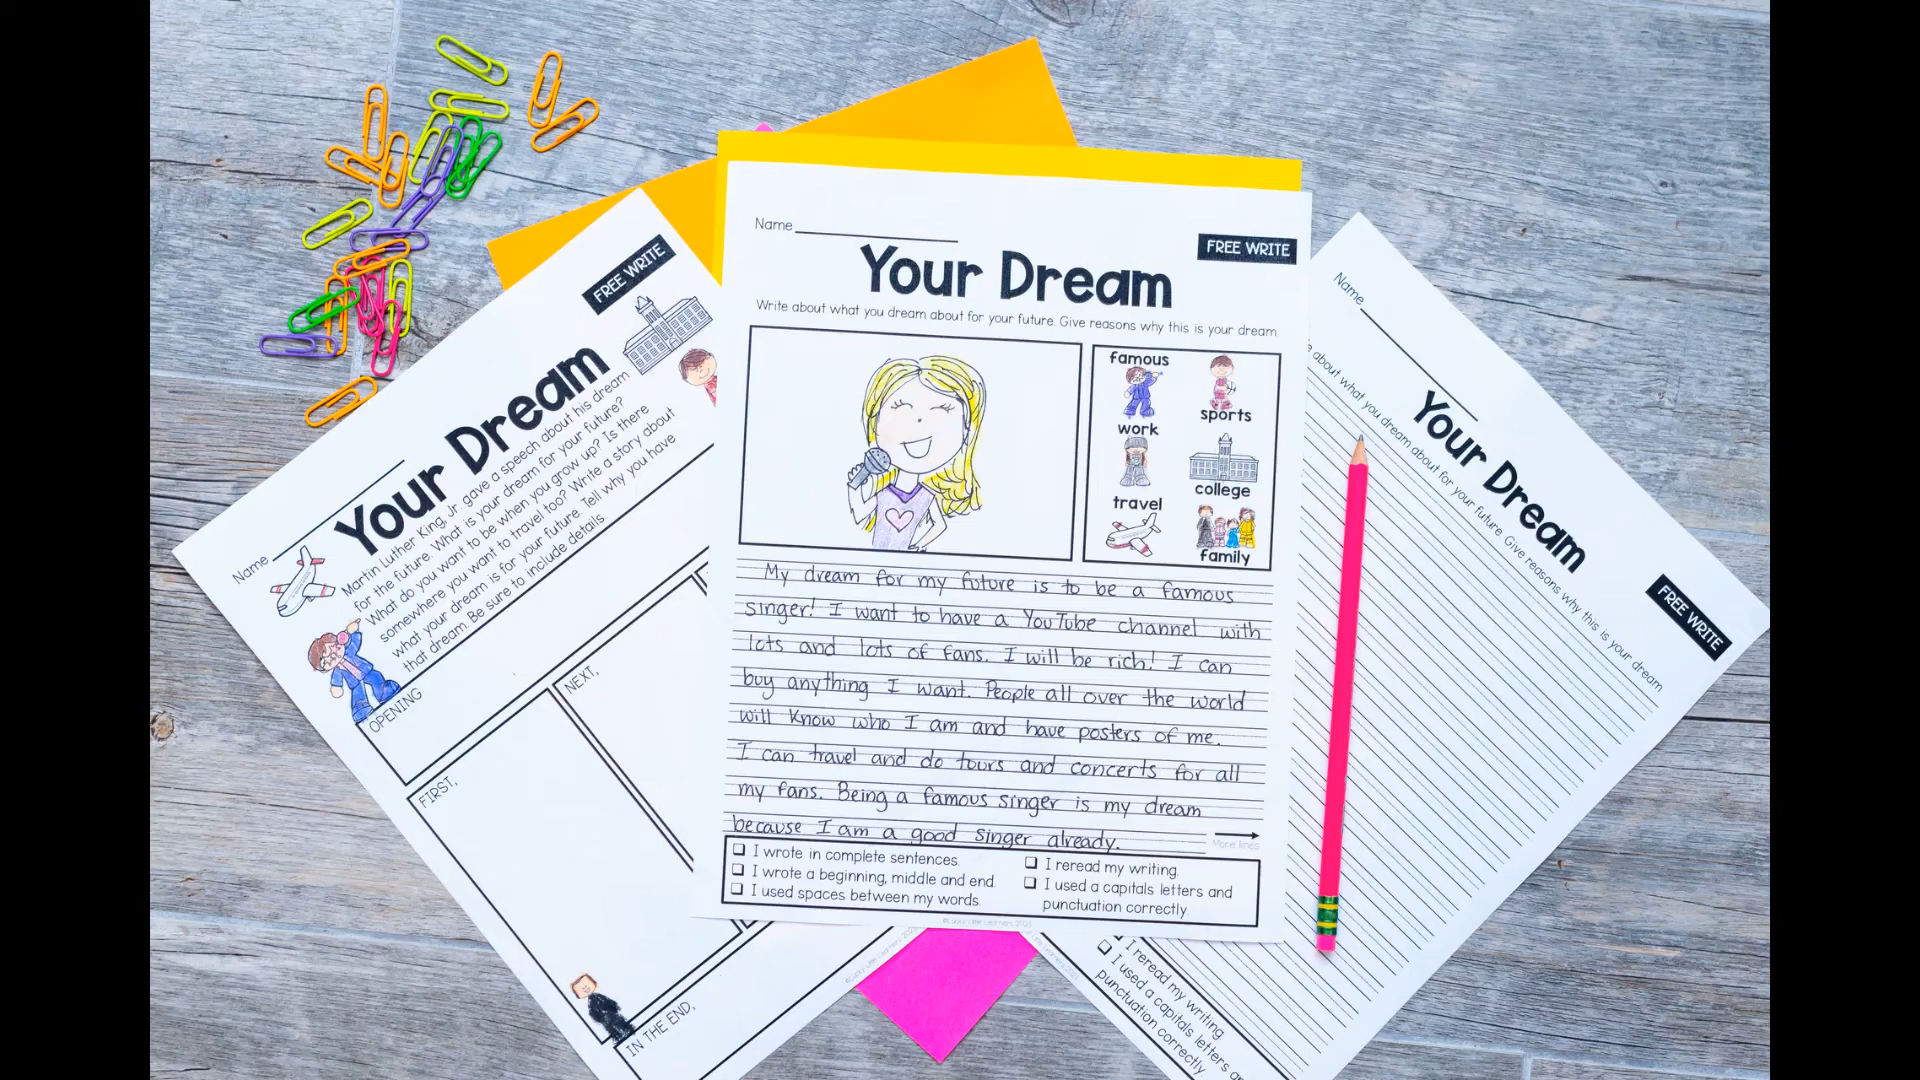 Name
FREE WRITE
Your Dream
Martin Luther King, Jr. gave a speech about his dream
for the future. What is your dream for your future?
What do you want to be when you grow up? Is there
somewhere you want to travel too? Write a story about
what your dream is for your future. Tell why you have
that dream. Be sure to include details.
OPENING
FIRST,
NEXT,
IN THE END,
Name
FREE WRITE
Your Dream
Write about what you dream about for your future. Give reasons why this is your dream.
famous
sports
work
college
travel
family
My dream for my future is to be a famous
singer! I want to have a YouTube channel with
lots and lots of fans. I will be rich! I can
buy anything I want. People all over the world
will know who I am and have posters of me.
I can travel and do tours and concerts for all
my fans. Being a famous singer is my dream
because I am a good singer already.
More lines
I wrote in complete sentences.
I wrote a beginning, middle and end.
I used spaces between my words.
I reread my writing.
I used a capitals letters and
punctuation correctly.
Name
Your Dream
about what you dream about for your future. Give reasons why this is your dream.
FREE WRITE
I reread my writing.
I used a capitals letters
punctuation correctly